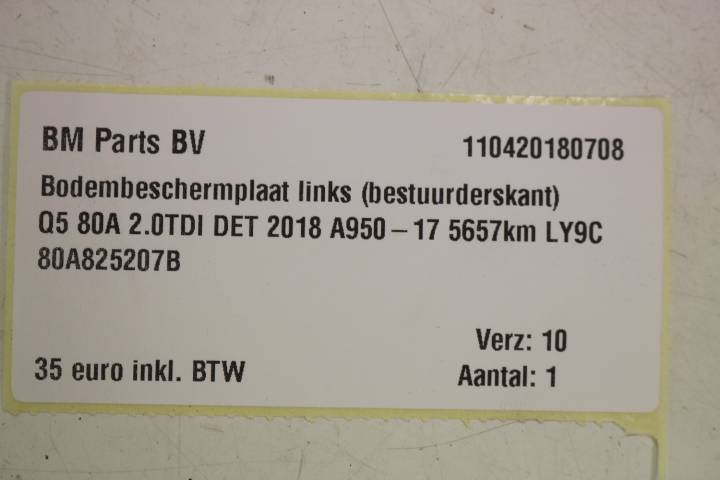 BM Parts BV 110420180708
Bodembeschermplaat links (bestuurderskant)
Q5 80A 2.0TDI DET 2018 A950 – 17 5657km LY9C
80A825207B
Verz: 10
35 euro inkl. BTW Aantal: 1